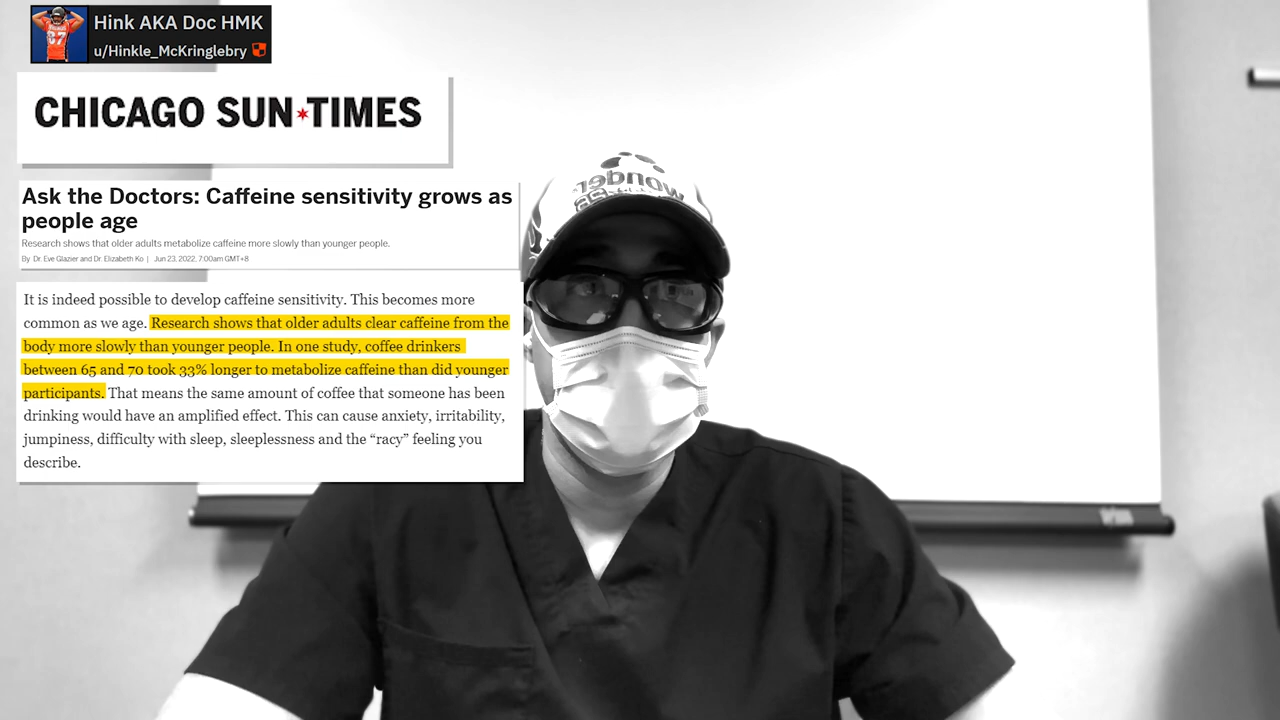 Hink AKA Doc HMK
u/Hinkle_McKringlebry
CHICAGO SUN TIMES
Ask the Doctors: Caffeine sensitivity grows as
people age
Research shows that older adults metabolize caffeine more slowly than younger people.
By Dr. Eve Glazier and Dr. Elizabeth Ko | Jun 23, 2022, 7:00am GMT+8
It is indeed possible to develop caffeine sensitivity. This becomes more
common as we age. Research shows that older adults clear caffeine from the
body more slowly than younger people. In one study, coffee drinkers
between 65 and 70 took 33% longer to metabolize caffeine than did younger
participants. That means the same amount of coffee that someone has been
drinking would have an amplified effect. This can cause anxiety, irritability,
jumpiness, difficulty with sleep, sleeplessness and the “racy” feeling you
describe.
wonder